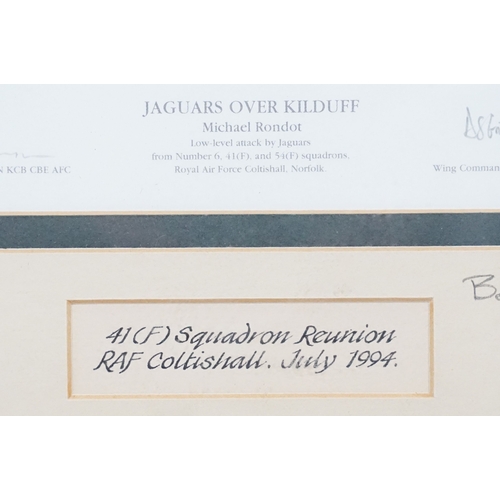 JAGUARS OVER KILDUFF
Michael Rondot
Low-level attack by Jaguars
from Number 6, 41(F), and 54(F) squadrons,
Royal Air Force Coltishall, Norfolk.
KCB CBE AFC
Wing Comman
41(F) Squadron Reunion
RAF Coltishall. July 1994.